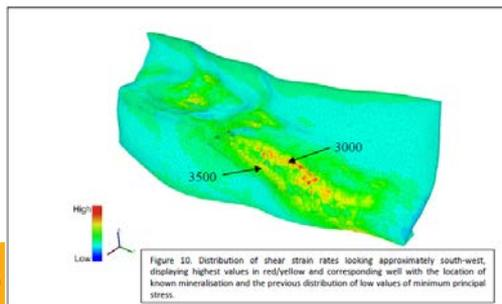 3000
3500
High
Low
Figure 10. Distribution of shear strain rates looking approximately south-west,
displaying highest values in red/yellow and corresponding well with the location of
known mineralisation and the previous distribution of low values of minimum principal
stress.